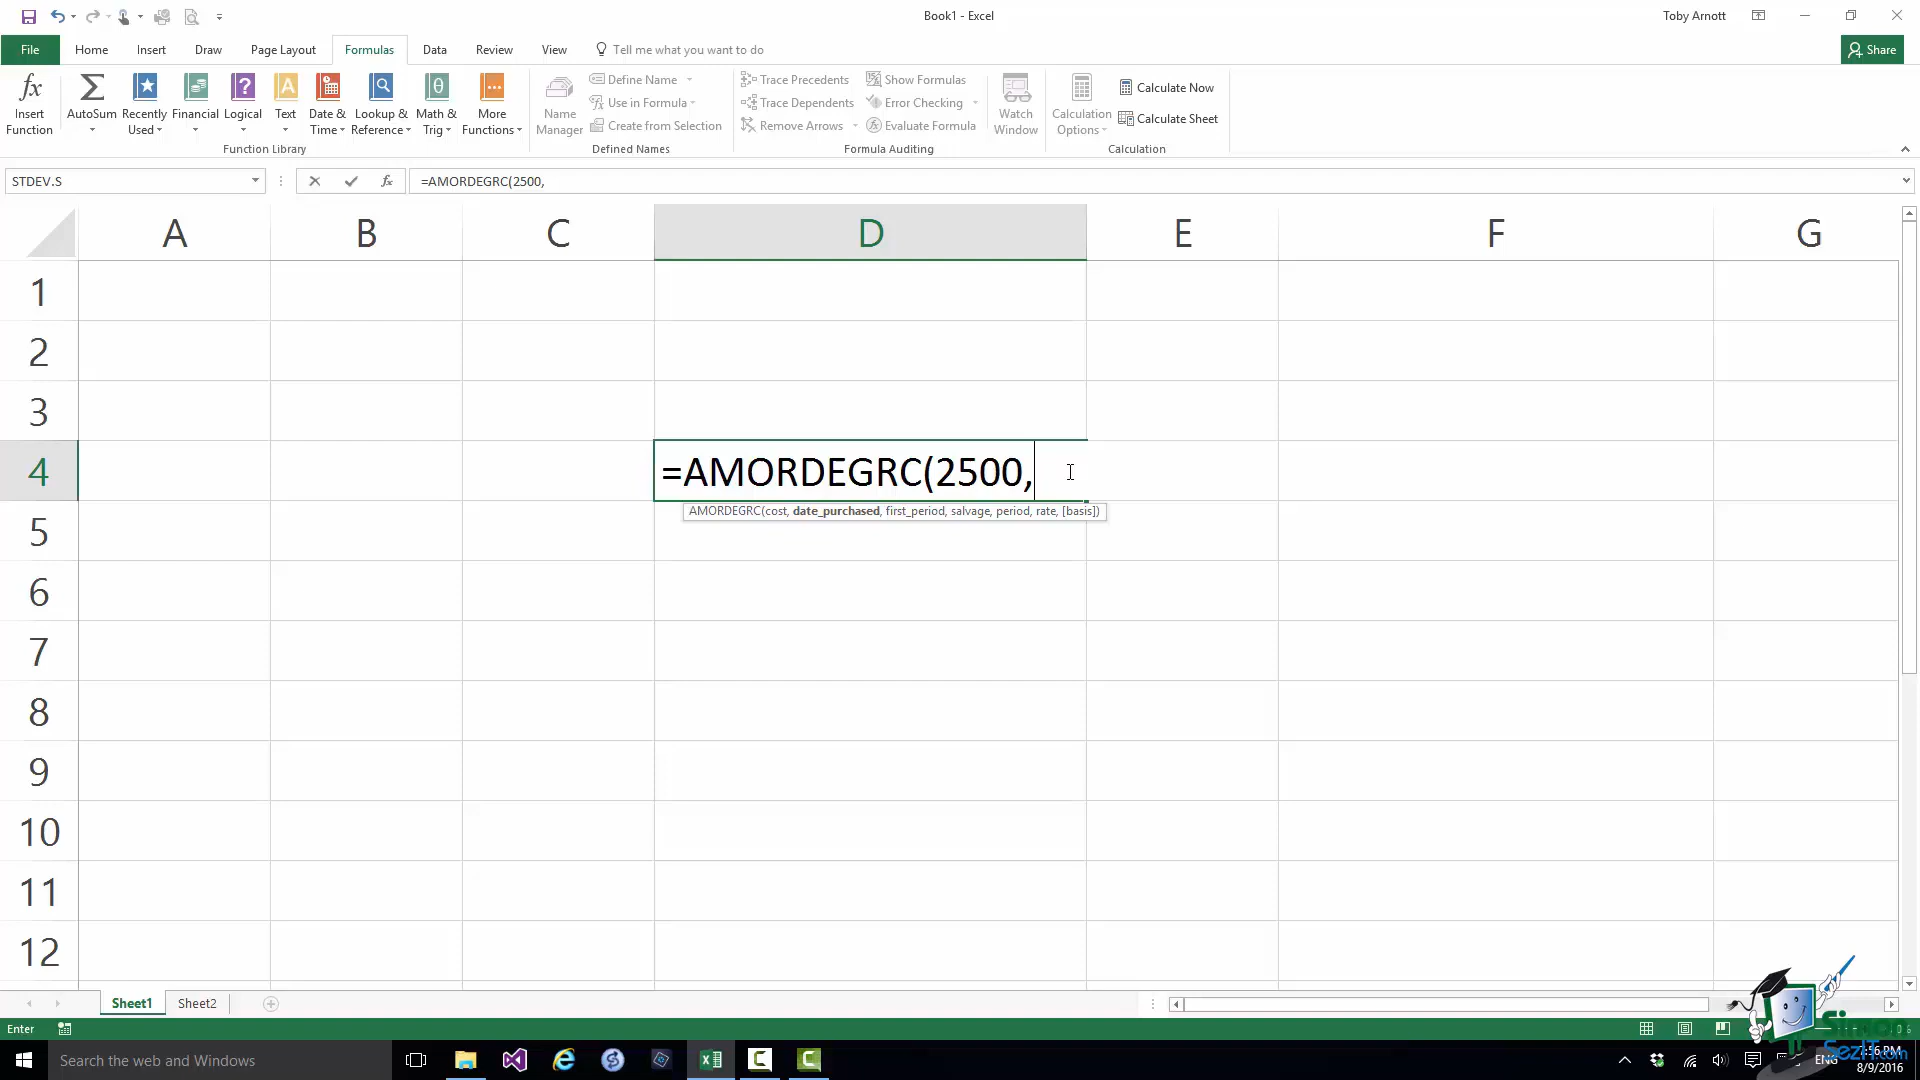 Book1 - Excel
Toby Arnott
File Home Insert Draw Page Layout Formulas Data Review View Tell me what you want to do
Share
fx
Insert Function
AutoSum
Recently Used
Financial
Logical
Text
Date & Time
Lookup & Reference
Math & Trig
More Functions
Function Library
Name Manager
Define Name
Use in Formula
Create from Selection
Defined Names
Trace Precedents
Trace Dependents
Remove Arrows
Show Formulas
Error Checking
Evaluate Formula
Formula Auditing
Watch Window
Calculation Options
Calculate Now
Calculate Sheet
Calculation
STDEV.S
fx
=AMORDEGRC(2500,
A B C D E F G
1
2
3
4 =AMORDEGRC(2500,
AMORDEGRC(cost, date_purchased, first_period, salvage, period, rate, [basis])
5
6
7
8
9
10
11
12
Sheet1 Sheet2
Enter
Search the web and Windows
ENG
SezIT.com
8/9/2016